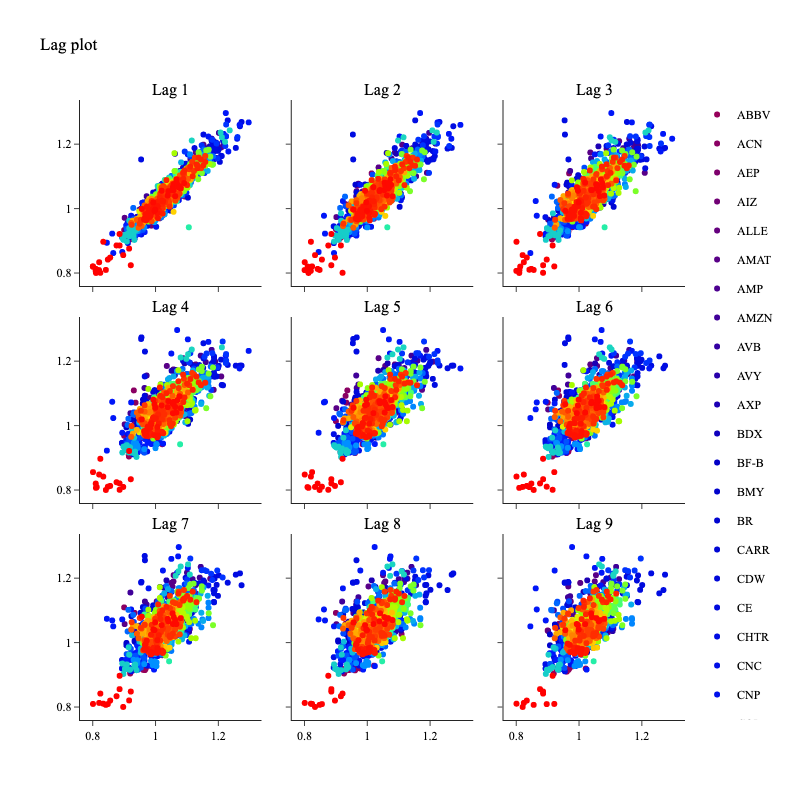 Lag plot
Lag 1
Lag 2
Lag 3
1.2
1
0.8
Lag 4
Lag 5
Lag 6
1.2
1
0.8
Lag 7
Lag 8
Lag 9
1.2
1
0.8
0.8 1 1.2
0.8 1 1.2
0.8 1 1.2
ABBV
ACN
AEP
AIZ
ALLE
AMAT
AMP
AMZN
AVB
AVY
AXP
BDX
BF-B
BMY
BR
CARR
CDW
CE
CHTR
CNC
CNP